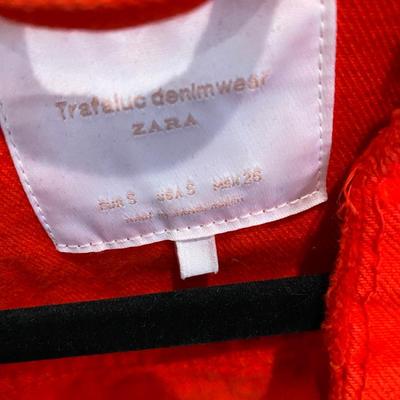 Trafaluc denimwear
ZARA
EUR S USA S MEX 26